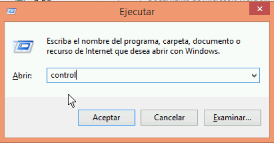 Ejecutar
Escriba el nombre del programa, carpeta, documento o
recurso de Internet que desea abrir con Windows.
Abrir:
control
Aceptar
Cancelar
Examinar...